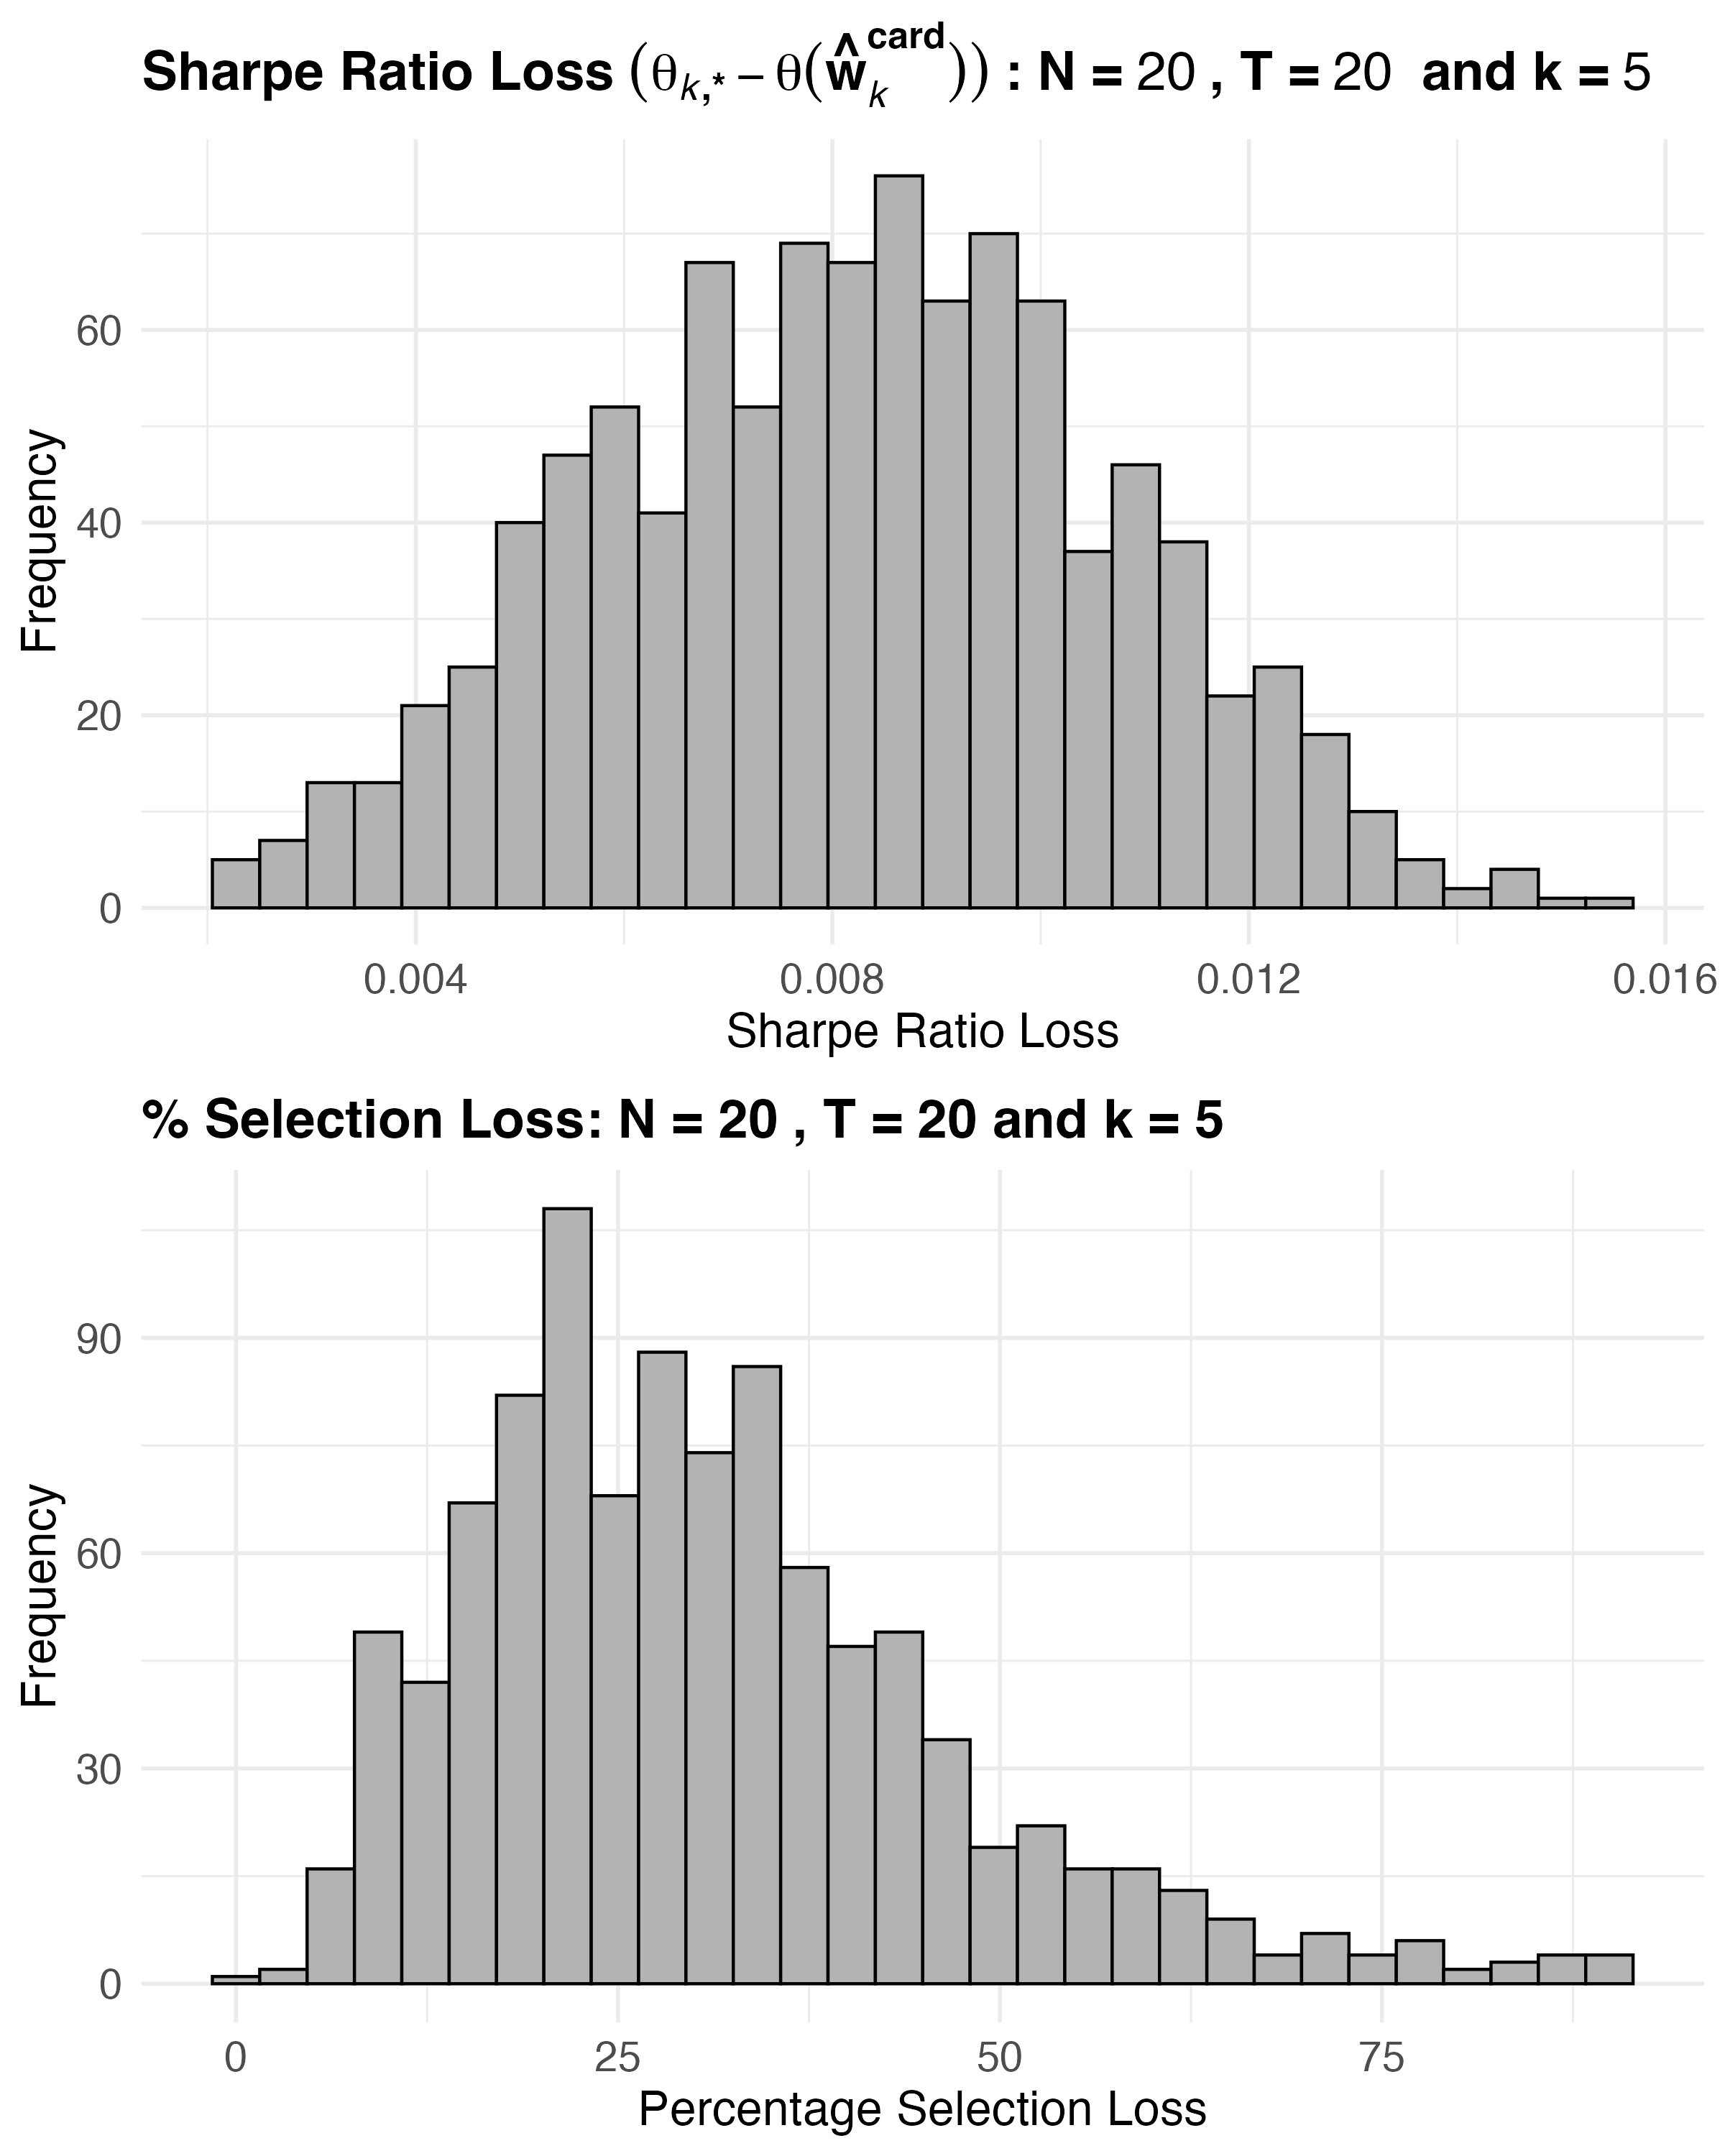 Sharpe Ratio Loss (θk,* − θ(ŵk^card)) : N = 20 , T = 20 and k = 5
Frequency
60
40
20
0
0.004 0.008 0.012 0.016
Sharpe Ratio Loss
% Selection Loss: N = 20 , T = 20 and k = 5
Frequency
90
60
30
0
0 25 50 75
Percentage Selection Loss